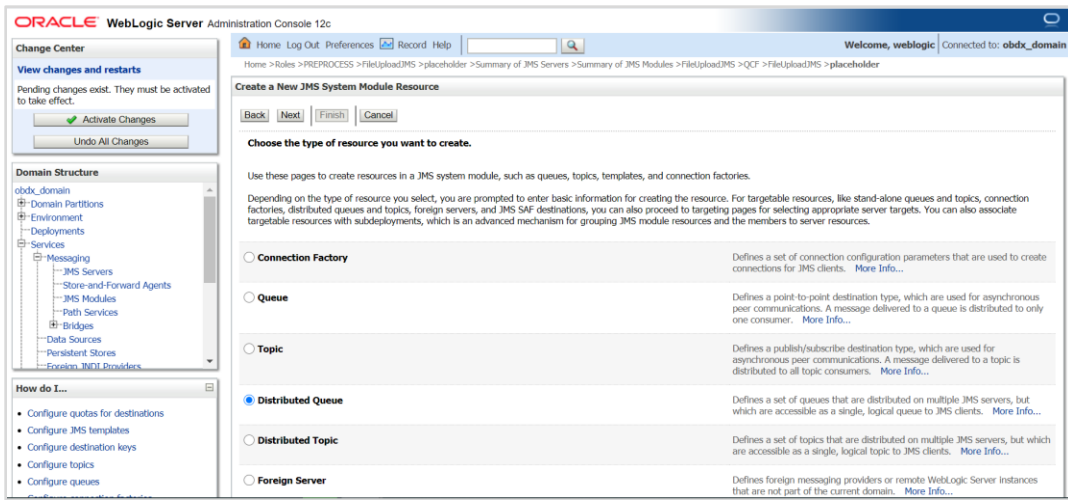 ORACLE WebLogic Server Administration Console 12c
Change Center
View changes and restarts
Pending changes exist. They must be activated
to take effect.
Activate Changes
Undo All Changes
Domain Structure
obdx_domain
Domain Partitions
Environment
Deployments
Services
Messaging
JMS Servers
Store-and-Forward Agents
JMS Modules
Path Services
Bridges
Data Sources
Persistent Stores
Foreign JNDI Providers
How do I...
Configure quotas for destinations
Configure JMS templates
Configure destination keys
Configure topics
Configure queues
Configure connection factories
Home Log Out Preferences Record Help
Welcome, weblogic Connected to: obdx_domain
Home >Roles >PREPROCESS >FileUploadJMS >placeholder >Summary of JMS Servers >Summary of JMS Modules >FileUploadJMS >QCF >FileUploadJMS >placeholder
Create a New JMS System Module Resource
Back Next Finish Cancel
Choose the type of resource you want to create.
Use these pages to create resources in a JMS system module, such as queues, topics, templates, and connection factories.
Depending on the type of resource you select, you are prompted to enter basic information for creating the resource. For targetable resources, like stand-alone queues and topics, connection
factories, distributed queues and topics, foreign servers, and JMS SAF destinations, you can also proceed to targeting pages for selecting appropriate server targets. You can also associate
targetable resources with subdeployments, which is an advanced mechanism for grouping JMS module resources and the members to server resources.
Connection Factory
Defines a set of connection configuration parameters that are used to create
connections for JMS clients. More Info...
Queue
Defines a point-to-point destination type, which are used for asynchronous
peer communications. A message delivered to a queue is distributed to only
one consumer. More Info...
Topic
Defines a publish/subscribe destination type, which are used for
asynchronous peer communications. A message delivered to a topic is
distributed to all topic consumers. More Info...
Distributed Queue
Defines a set of queues that are distributed on multiple JMS servers, but
which are accessible as a single, logical queue to JMS clients. More Info...
Distributed Topic
Defines a set of topics that are distributed on multiple JMS servers, but which
are accessible as a single, logical topic to JMS clients. More Info...
Foreign Server
Defines foreign messaging providers or remote WebLogic Server instances
that are not part of the current domain. More Info...